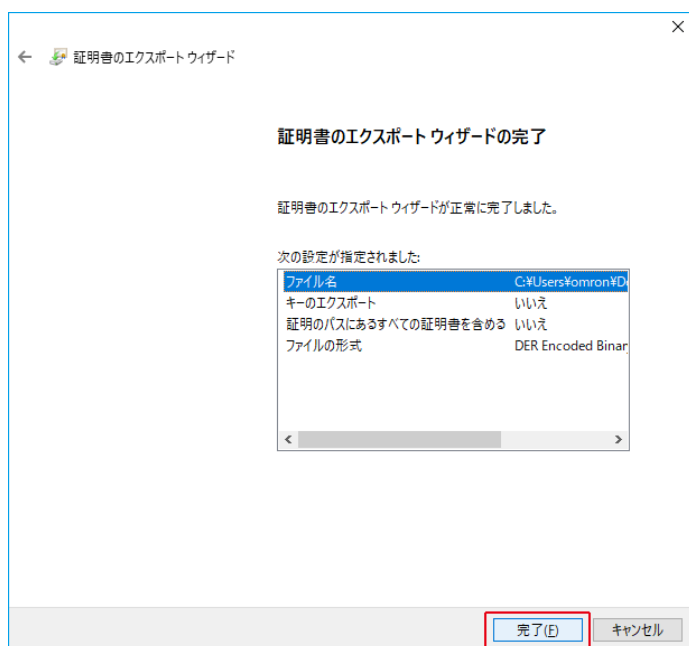 証明書のエクスポート ウィザード
証明書のエクスポート ウィザードの完了
証明書のエクスポート ウィザードが正常に完了しました。
次の設定が指定されました:
ファイル名 C:¥Users¥omron¥D
キーのエクスポート いいえ
証明のパスにあるすべての証明書を含める いいえ
ファイルの形式 DER Encoded Binar
完了(F) キャンセル